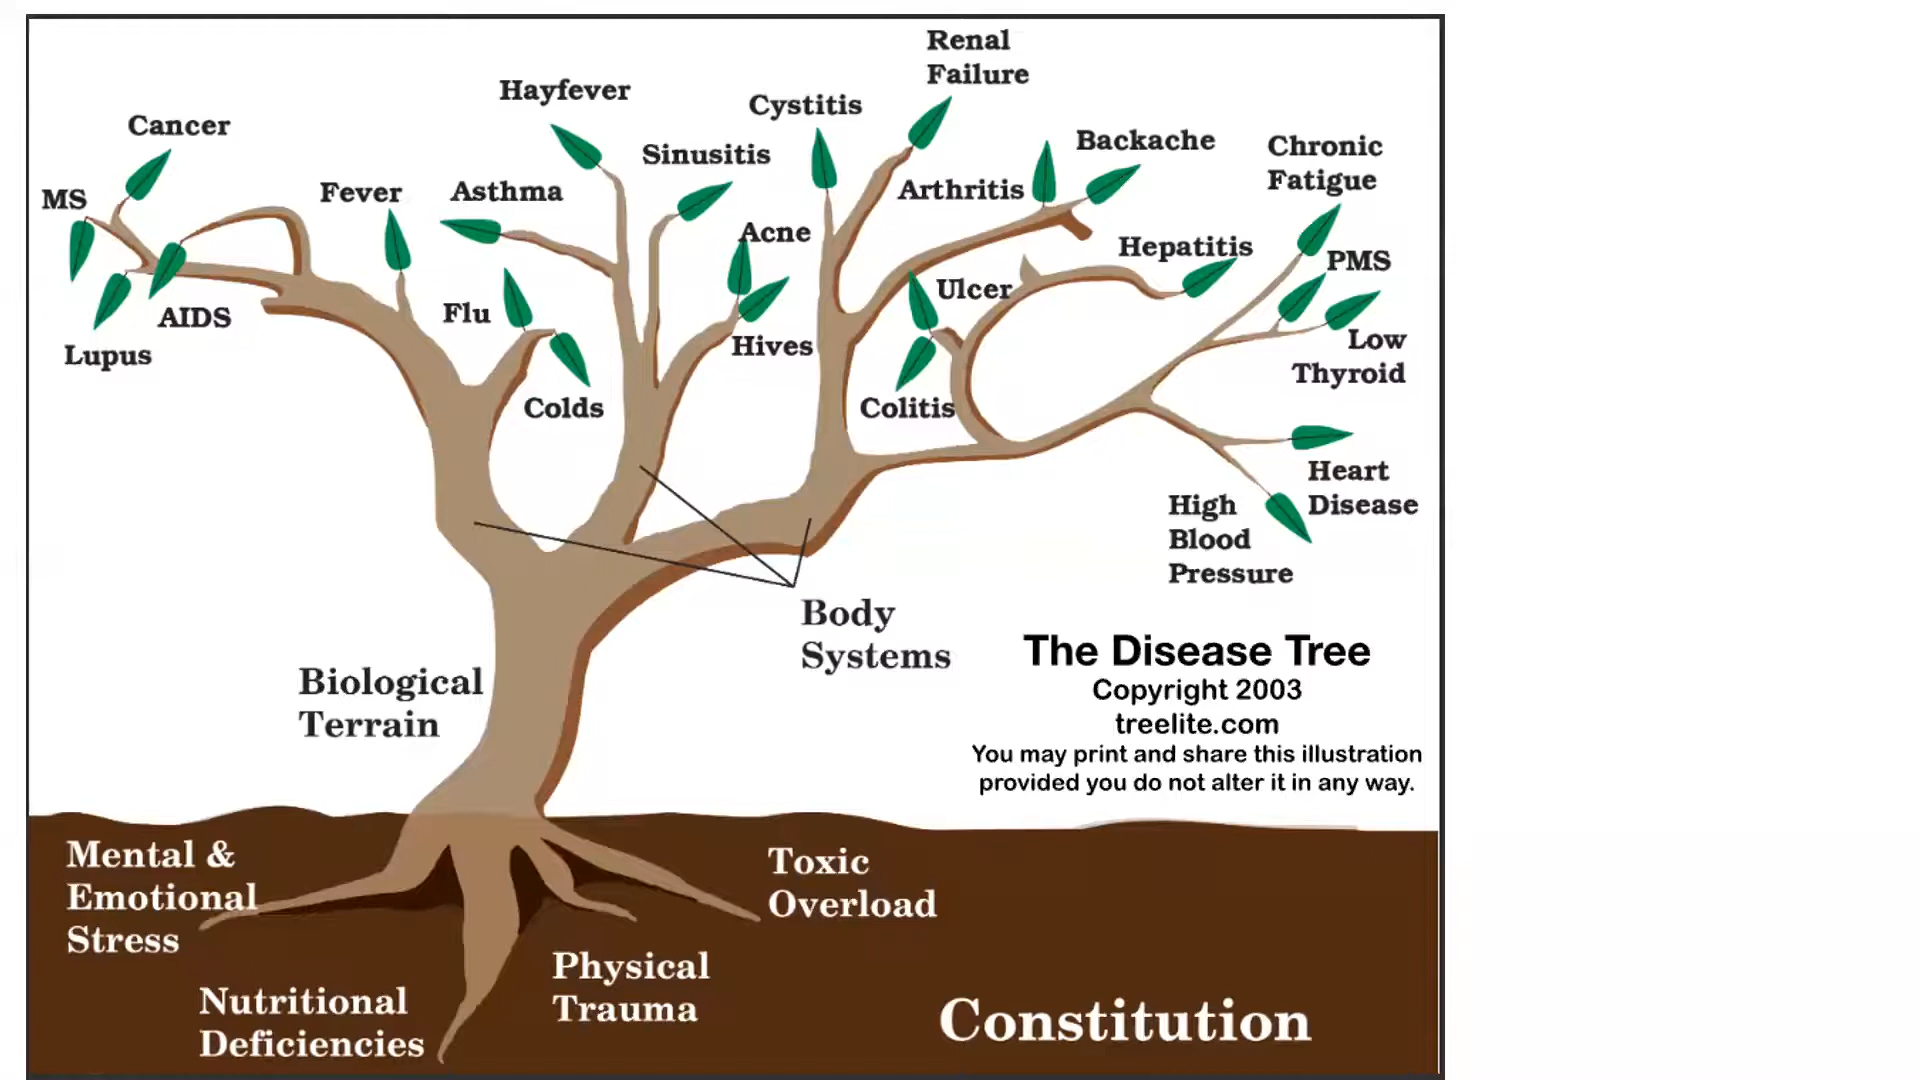 Renal
Failure
Hayfever
Cystitis
Cancer
Sinusitis
Backache
Chronic
Fatigue
MS
Fever
Asthma
Arthritis
Acne
Hepatitis
PMS
Ulcer
AIDS
Flu
Lupus
Hives
Low
Thyroid
Colds
Colitis
Heart
Disease
High
Blood
Pressure
Body
Systems
Biological
Terrain
The Disease Tree
Copyright 2003
treelite.com
You may print and share this illustration
provided you do not alter it in any way.
Mental &
Emotional
Stress
Toxic
Overload
Physical
Trauma
Nutritional
Deficiencies
Constitution